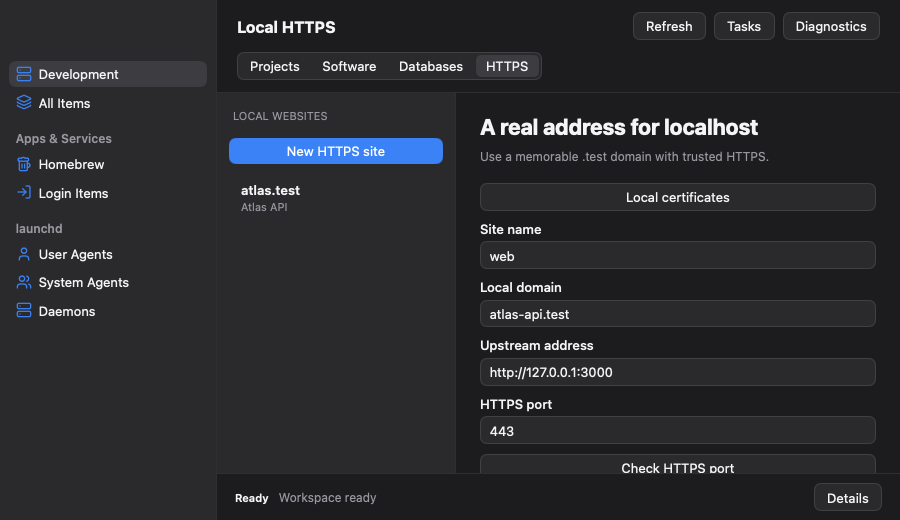 Local HTTPS
Refresh
Tasks
Diagnostics
Projects
Software
Databases
HTTPS
Development
All Items
Apps & Services
Homebrew
Login Items
launchd
User Agents
System Agents
Daemons
LOCAL WEBSITES
New HTTPS site
atlas.test
Atlas API
A real address for localhost
Use a memorable .test domain with trusted HTTPS.
Local certificates
Site name
web
Local domain
atlas-api.test
Upstream address
http://127.0.0.1:3000
HTTPS port
443
Check HTTPS port
Ready
Workspace ready
Details